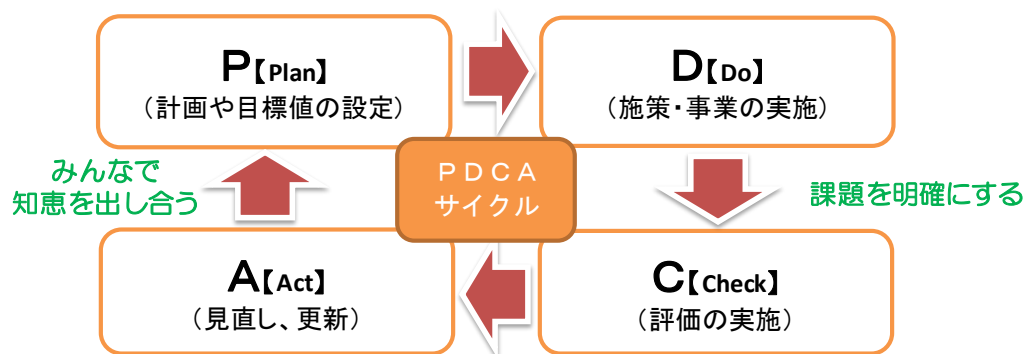 P【Plan】
（計画や目標値の設定）
D【Do】
（施策・事業の実施）
みんなで
知恵を出し合う
PDCA
サイクル
課題を明確にする
A【Act】
（見直し、更新）
C【Check】
（評価の実施）